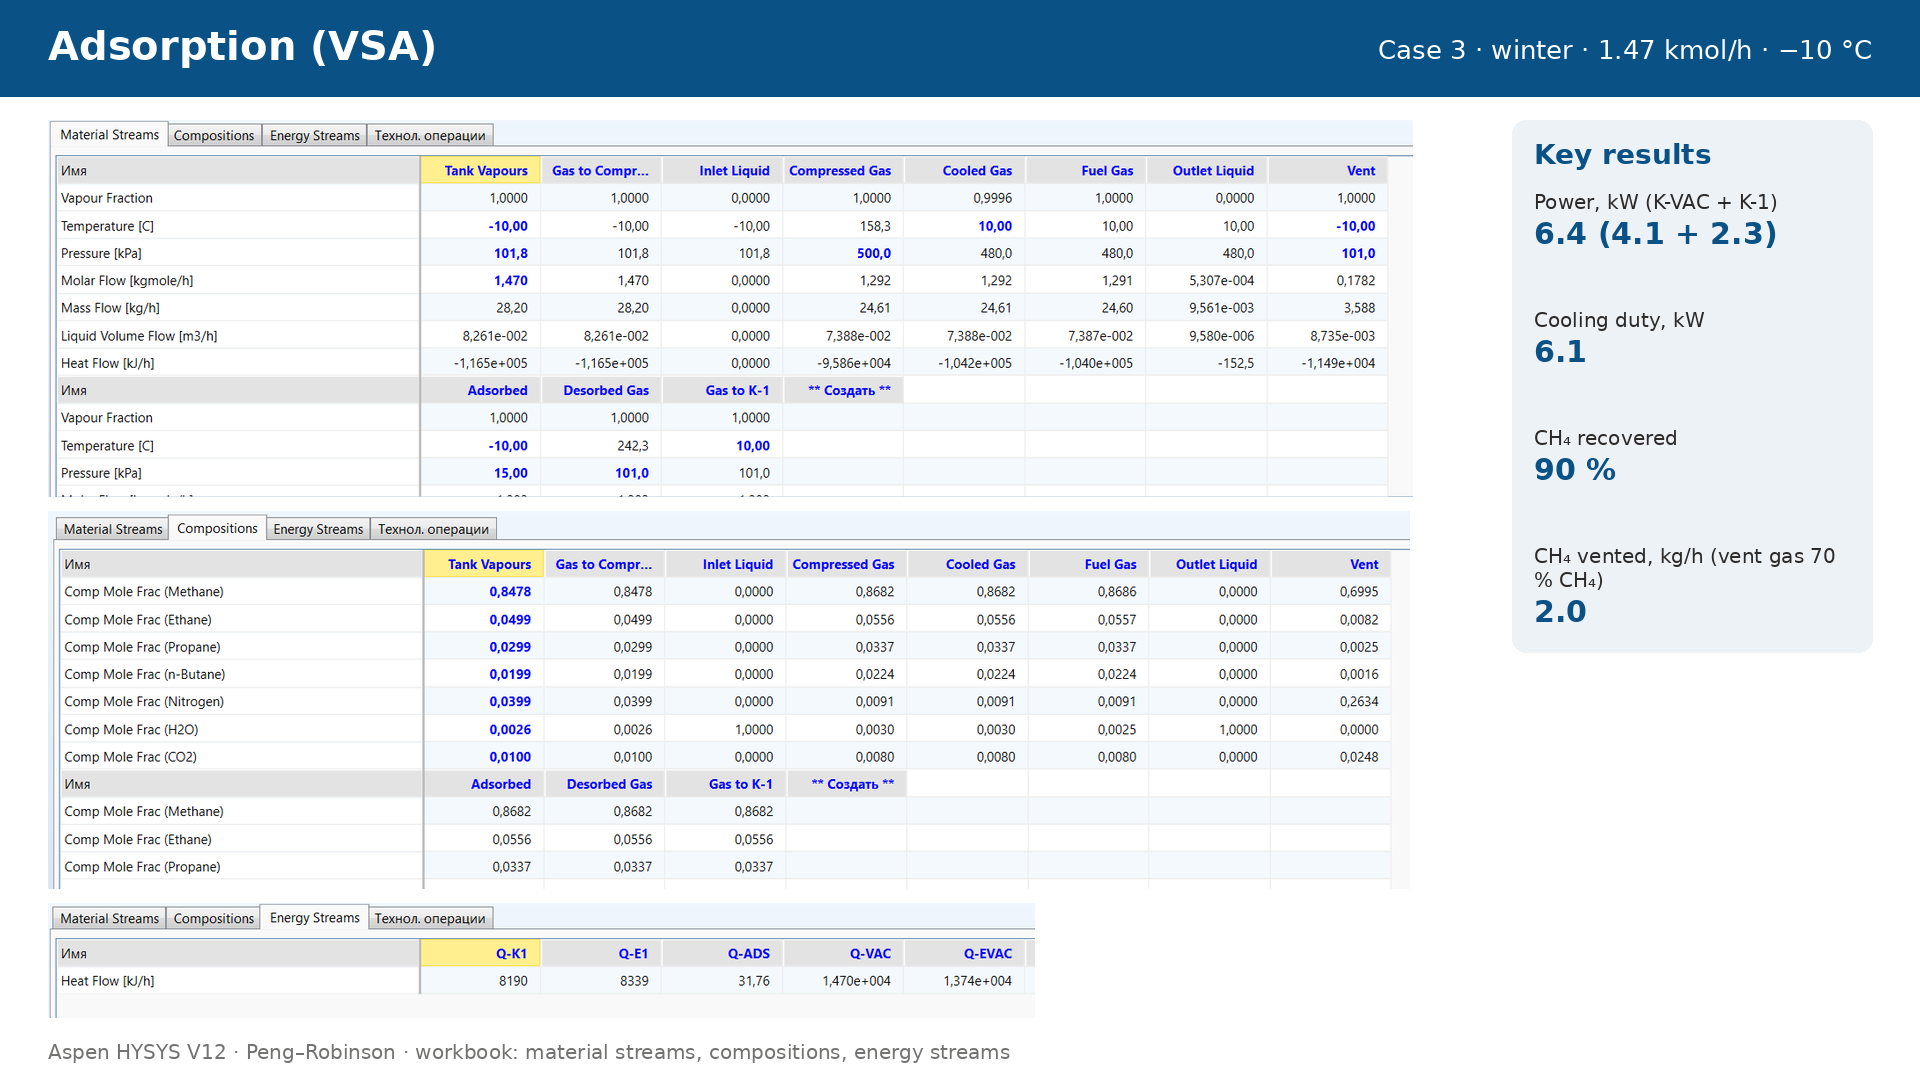 Adsorption (VSA)
Case 3 · winter · 1.47 kmol/h · −10 °C
Material Streams Compositions Energy Streams Технол. операции
Имя Tank Vapours Gas to Compr... Inlet Liquid Compressed Gas Cooled Gas Fuel Gas Outlet Liquid Vent
Vapour Fraction 1,0000 1,0000 0,0000 1,0000 0,9996 1,0000 0,0000 1,0000
Temperature [C] -10,00 -10,00 -10,00 158,3 10,00 10,00 10,00 -10,00
Pressure [kPa] 101,8 101,8 101,8 500,0 480,0 480,0 480,0 101,0
Molar Flow [kgmole/h] 1,470 1,470 0,0000 1,292 1,292 1,291 5,307e-004 0,1782
Mass Flow [kg/h] 28,20 28,20 0,0000 24,61 24,61 24,60 9,561e-003 3,588
Liquid Volume Flow [m3/h] 8,261e-002 8,261e-002 0,0000 7,388e-002 7,388e-002 7,387e-002 9,580e-006 8,735e-003
Heat Flow [kJ/h] -1,165e+005 -1,165e+005 0,0000 -9,586e+004 -1,042e+005 -1,040e+005 -152,5 -1,149e+004
Имя Adsorbed Desorbed Gas Gas to K-1 ** Создать **
Vapour Fraction 1,0000 1,0000 1,0000
Temperature [C] -10,00 242,3 10,00
Pressure [kPa] 15,00 101,0 101,0
Material Streams Compositions Energy Streams Технол. операции
Имя Tank Vapours Gas to Compr... Inlet Liquid Compressed Gas Cooled Gas Fuel Gas Outlet Liquid Vent
Comp Mole Frac (Methane) 0,8478 0,8478 0,0000 0,8682 0,8682 0,8686 0,0000 0,6995
Comp Mole Frac (Ethane) 0,0499 0,0499 0,0000 0,0556 0,0556 0,0557 0,0000 0,0082
Comp Mole Frac (Propane) 0,0299 0,0299 0,0000 0,0337 0,0337 0,0337 0,0000 0,0025
Comp Mole Frac (n-Butane) 0,0199 0,0199 0,0000 0,0224 0,0224 0,0224 0,0000 0,0016
Comp Mole Frac (Nitrogen) 0,0399 0,0399 0,0000 0,0091 0,0091 0,0091 0,0000 0,2634
Comp Mole Frac (H2O) 0,0026 0,0026 1,0000 0,0030 0,0030 0,0025 1,0000 0,0000
Comp Mole Frac (CO2) 0,0100 0,0100 0,0000 0,0080 0,0080 0,0080 0,0000 0,0248
Имя Adsorbed Desorbed Gas Gas to K-1 ** Создать **
Comp Mole Frac (Methane) 0,8682 0,8682 0,8682
Comp Mole Frac (Ethane) 0,0556 0,0556 0,0556
Comp Mole Frac (Propane) 0,0337 0,0337 0,0337
Material Streams Compositions Energy Streams Технол. операции
Имя Q-K1 Q-E1 Q-ADS Q-VAC Q-EVAC
Heat Flow [kJ/h] 8190 8339 31,76 1,470e+004 1,374e+004
Key results
Power, kW (K-VAC + K-1)
6.4 (4.1 + 2.3)
Cooling duty, kW
6.1
CH₄ recovered
90 %
CH₄ vented, kg/h (vent gas 70
% CH₄)
2.0
Aspen HYSYS V12 · Peng–Robinson · workbook: material streams, compositions, energy streams